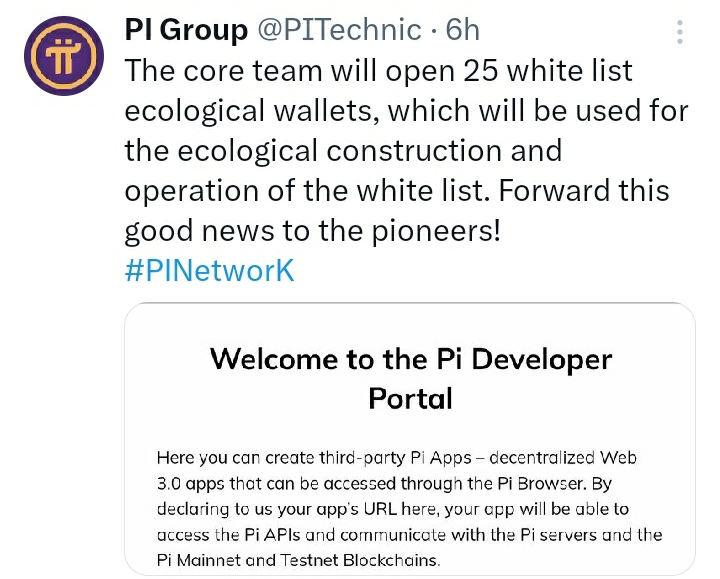 PI Group @PITechnic · 6h
The core team will open 25 white list
ecological wallets, which will be used for
the ecological construction and
operation of the white list. Forward this
good news to the pioneers!
#PINetworK
Welcome to the Pi Developer
Portal
Here you can create third-party Pi Apps – decentralized Web
3.0 apps that can be accessed through the Pi Browser. By
declaring to us your app's URL here, your app will be able to
access the Pi APIs and communicate with the Pi servers and the
Pi Mainnet and Testnet Blockchains.